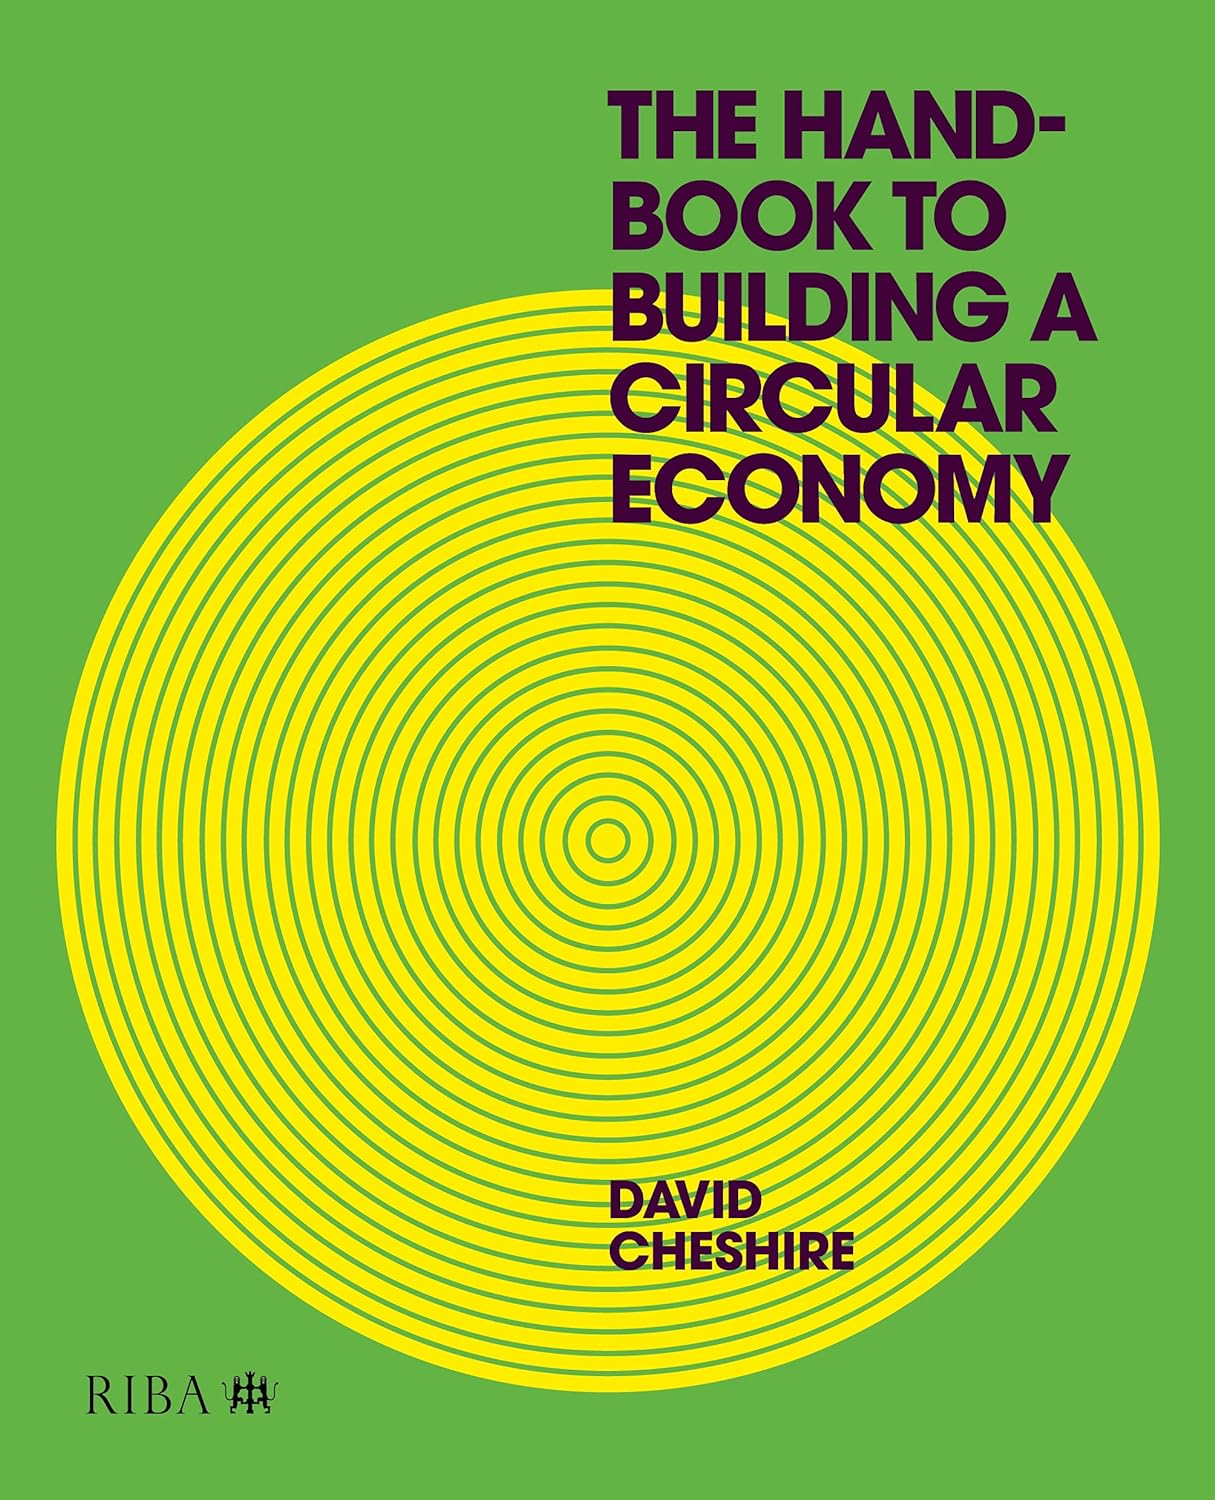 THE HAND-
BOOK TO
BUILDING A
CIRCULAR
ECONOMY
DAVID
CHESHIRE
RIBA